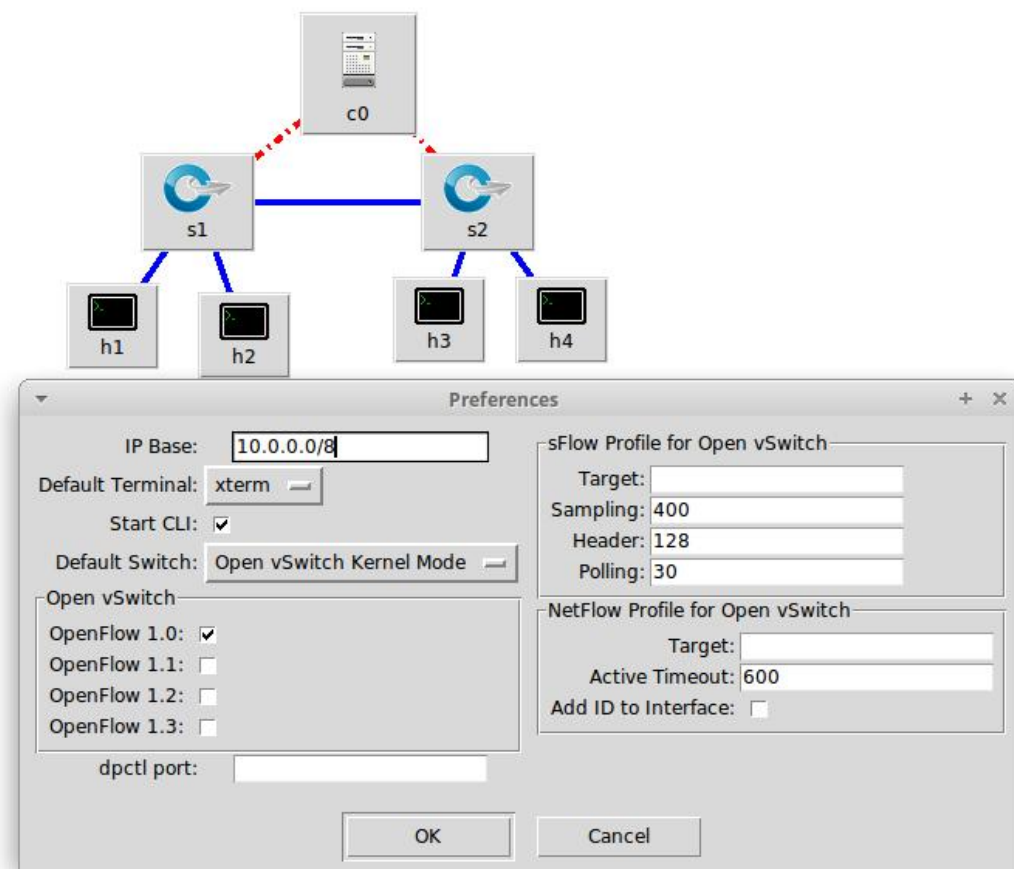 c0
s1
s2
h1
h2
h3
h4
Preferences
IP Base: 10.0.0.0/8
Default Terminal: xterm
Start CLI:
Default Switch: Open vSwitch Kernel Mode
Open vSwitch
OpenFlow 1.0:
OpenFlow 1.1:
OpenFlow 1.2:
OpenFlow 1.3:
dpctl port:
sFlow Profile for Open vSwitch
Target:
Sampling: 400
Header: 128
Polling: 30
NetFlow Profile for Open vSwitch
Target:
Active Timeout: 600
Add ID to Interface:
OK
Cancel